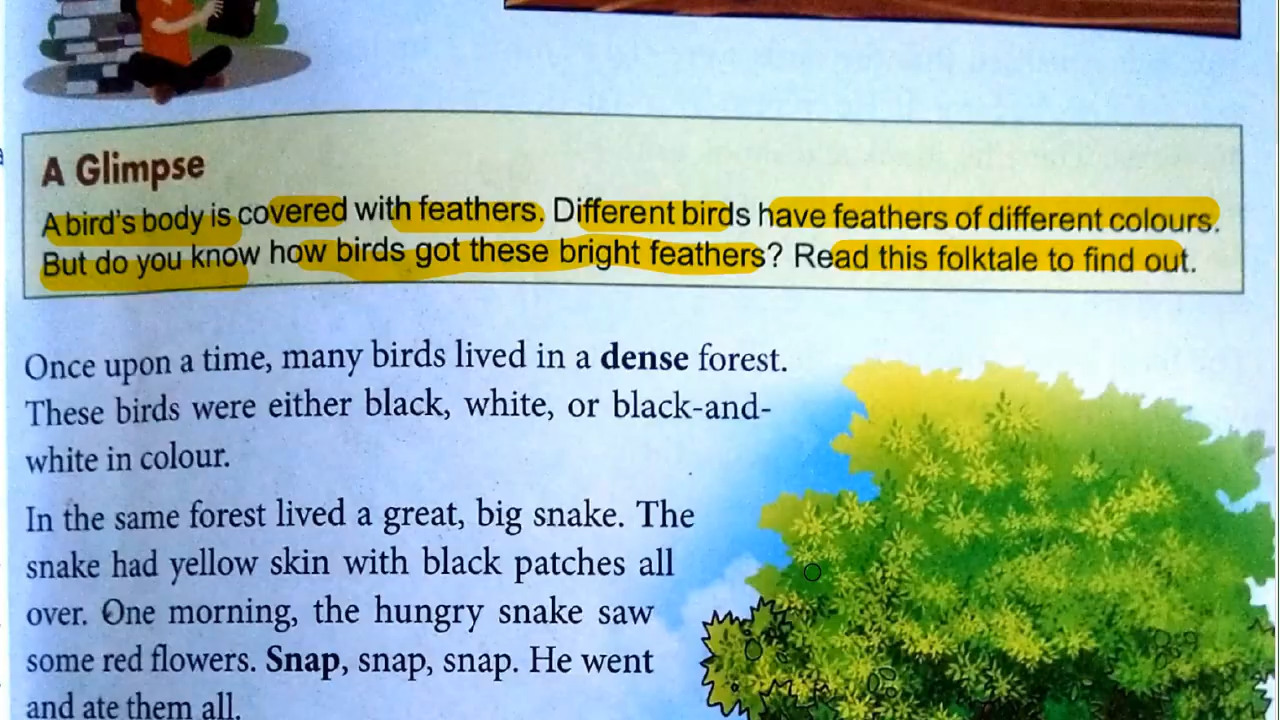 A Glimpse
A bird's body is covered with feathers. Different birds have feathers of different colours.
But do you know how birds got these bright feathers? Read this folktale to find out.
Once upon a time, many birds lived in a dense forest.
These birds were either black, white, or black-and-
white in colour.
In the same forest lived a great, big snake. The
snake had yellow skin with black patches all
over. One morning, the hungry snake saw
some red flowers. Snap, snap, snap. He went
and ate them all.